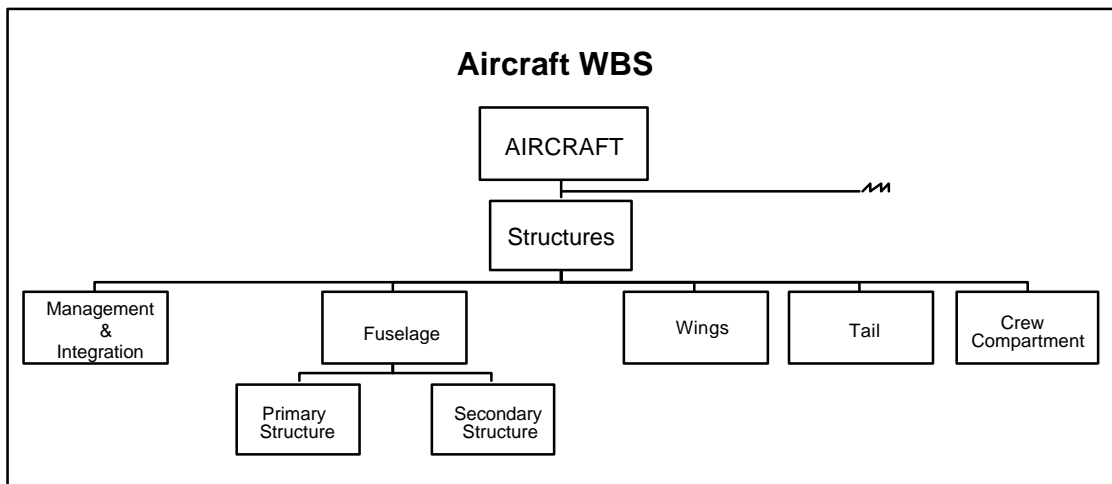 Aircraft WBS
AIRCRAFT
Structures
Management
&
Integration
Fuselage
Wings
Tail
Crew
Compartment
Primary
Structure
Secondary
Structure